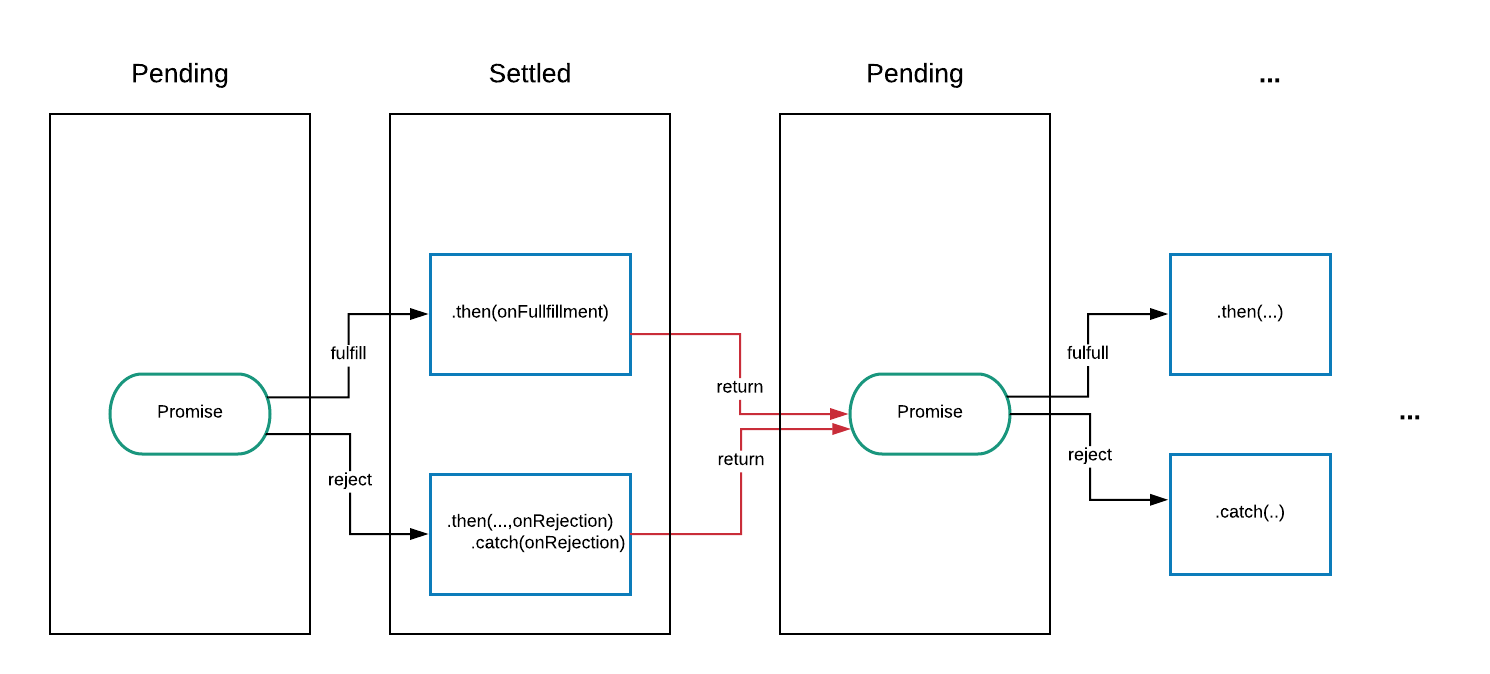 Pending
Settled
Pending
...
.then(onFullfillment)
.then(...)
fulfill
fulfull
return
Promise
Promise
...
return
reject
reject
.then(...,onRejection)
.catch(onRejection)
.catch(..)